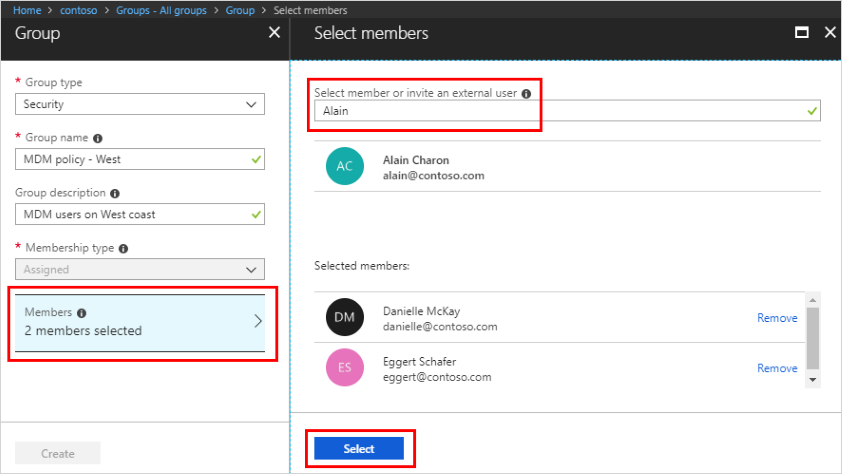 Home > contoso > Groups - All groups > Group > Select members
Group
* Group type
Security
* Group name
MDM policy - West
Group description
MDM users on West coast
* Membership type
Assigned
Members
2 members selected
Create
Select members
Select member or invite an external user
Alain
AC
Alain Charon
alain@contoso.com
Selected members:
DM
Danielle McKay
danielle@contoso.com
Remove
ES
Eggert Schafer
eggert@contoso.com
Remove
Select